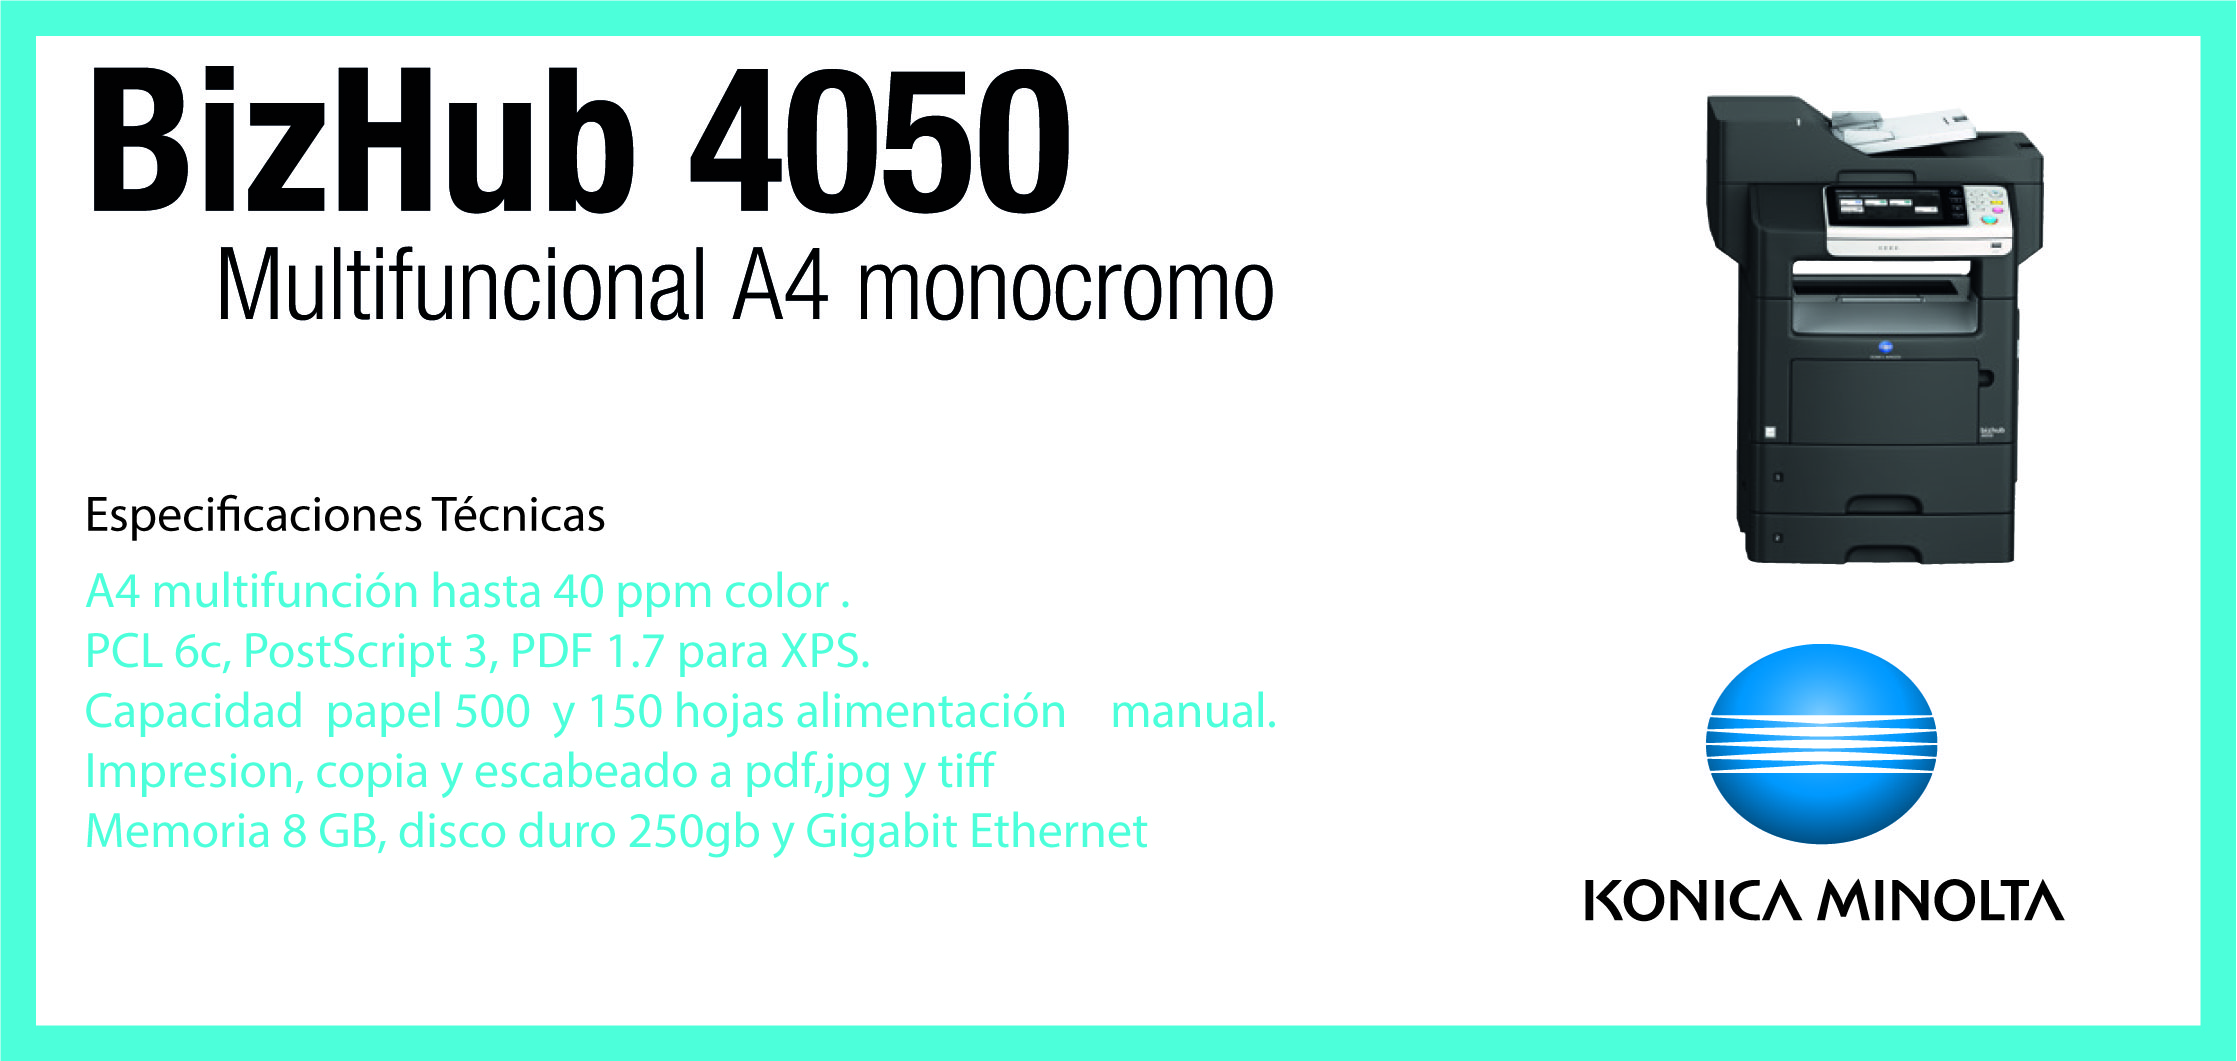 BizHub 4050
Multifuncional A4 monocromo
Especificaciones Técnicas
A4 multifunción hasta 40 ppm color .
PCL 6c, PostScript 3, PDF 1.7 para XPS.
Capacidad papel 500 y 150 hojas alimentación manual.
Impresion, copia y escabeado a pdf,jpg y tiff
Memoria 8 GB, disco duro 250gb y Gigabit Ethernet
bizhub
KONICA MINOLTA